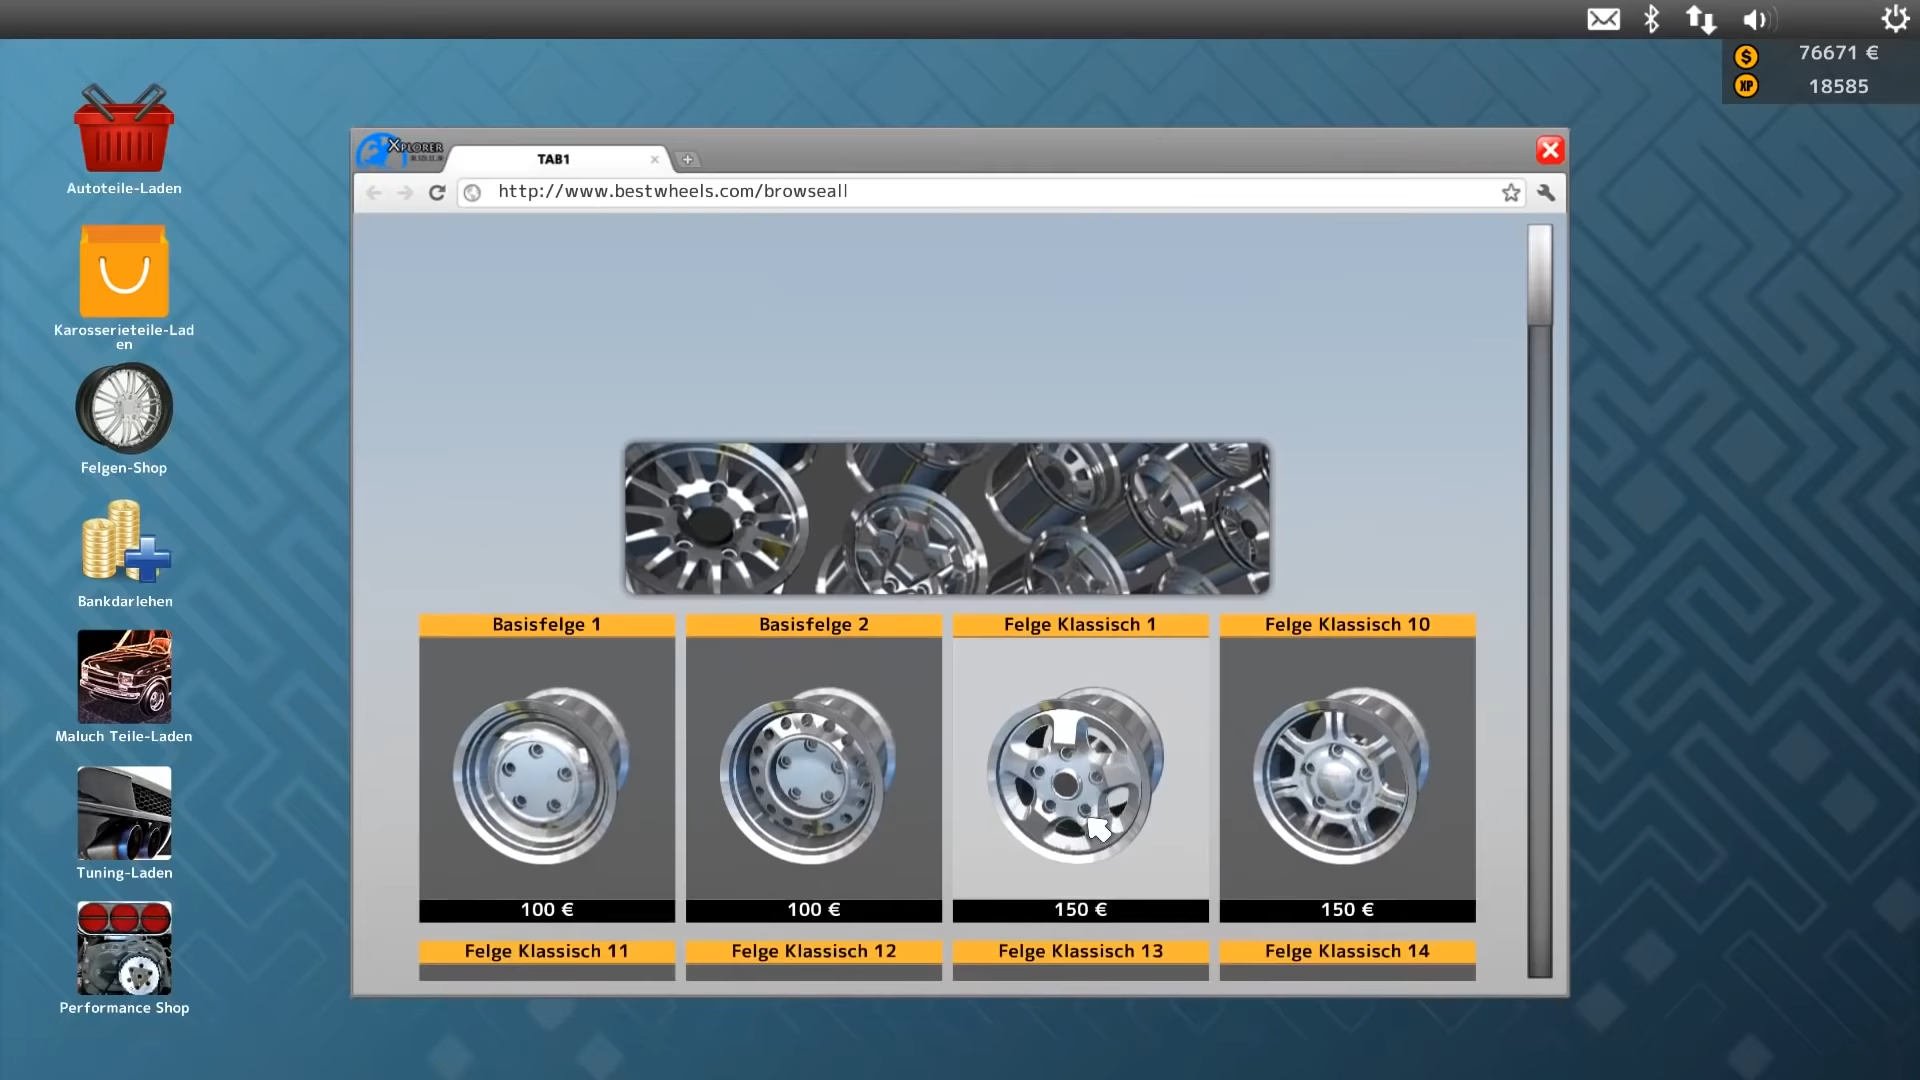 76671 €
XP
18585
Autoteile-Laden
Karosserieteile-Lad
en
Felgen-Shop
Bankdarlehen
Maluch Teile-Laden
Tuning-Laden
Performance Shop
XPLORER
TAB1
http://www.bestwheels.com/browseall
Basisfelge 1
Basisfelge 2
Felge Klassisch 1
Felge Klassisch 10
100 €
100 €
150 €
150 €
Felge Klassisch 11
Felge Klassisch 12
Felge Klassisch 13
Felge Klassisch 14